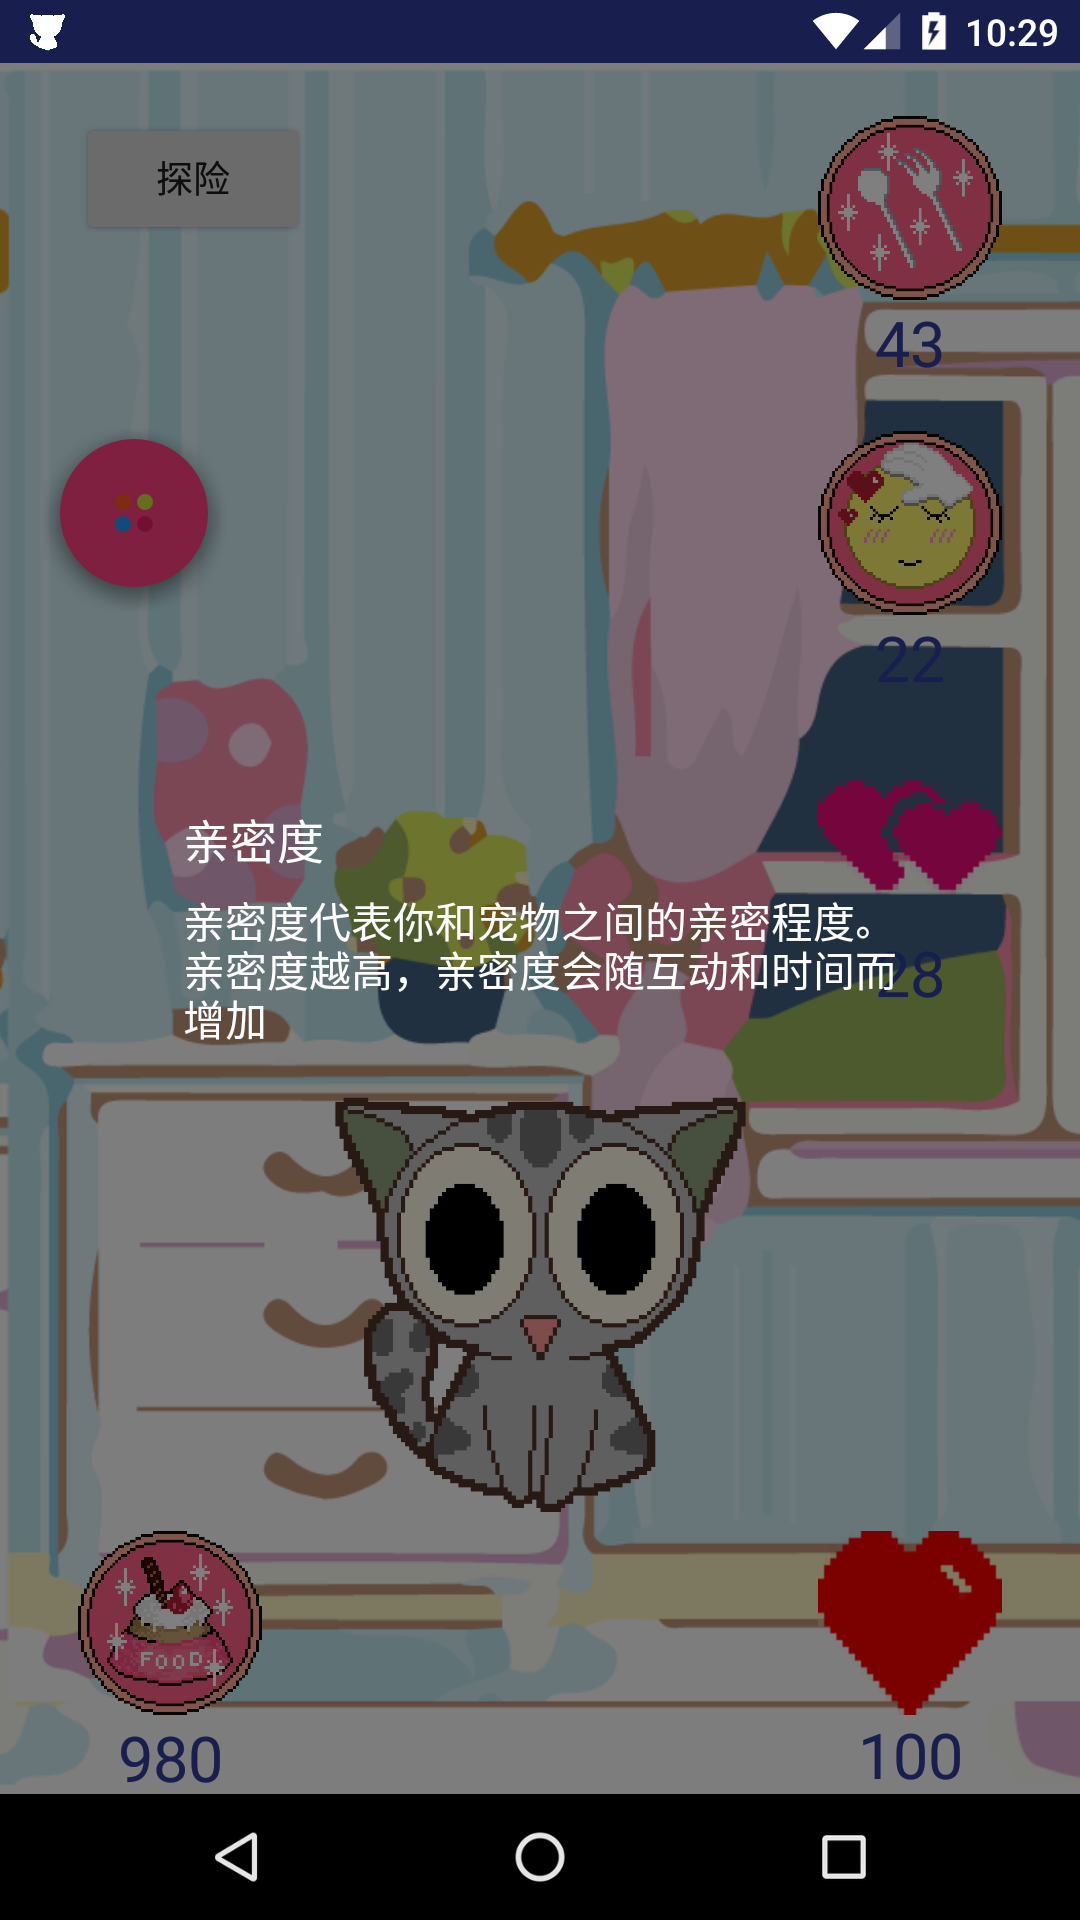 10:29
探险
43
22
亲密度
亲密度代表你和宠物之间的亲密程度。
亲密度越高，亲密度会随互动和时间而
增加
28
FOOD
980
100